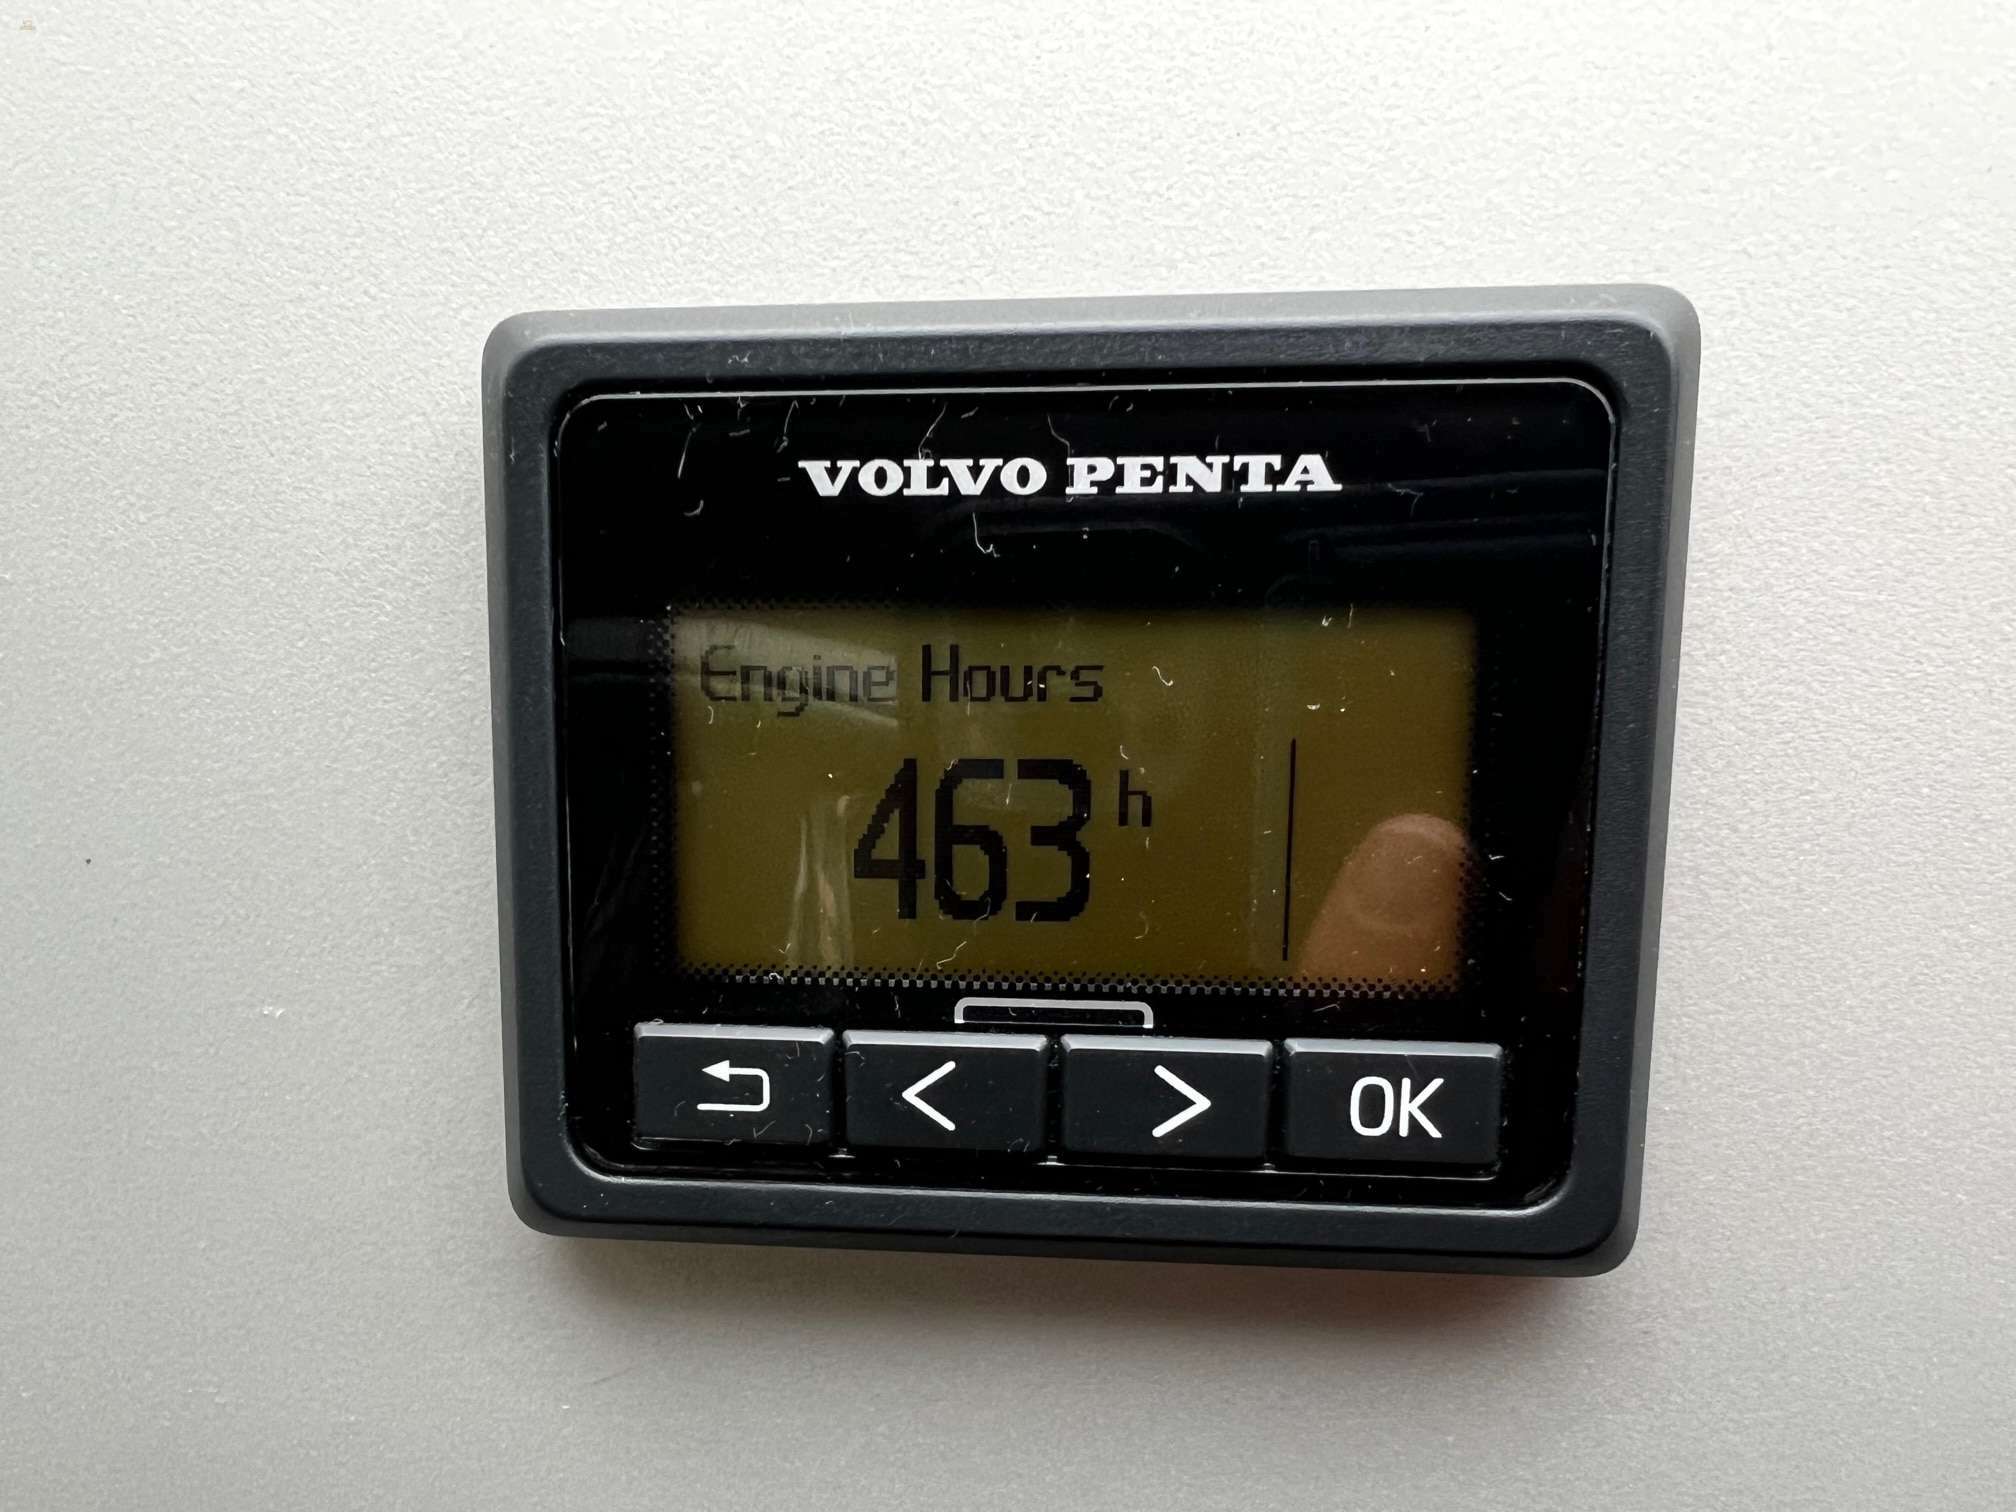 VOLVO PENTA
Engine Hours
463 h
< > OK